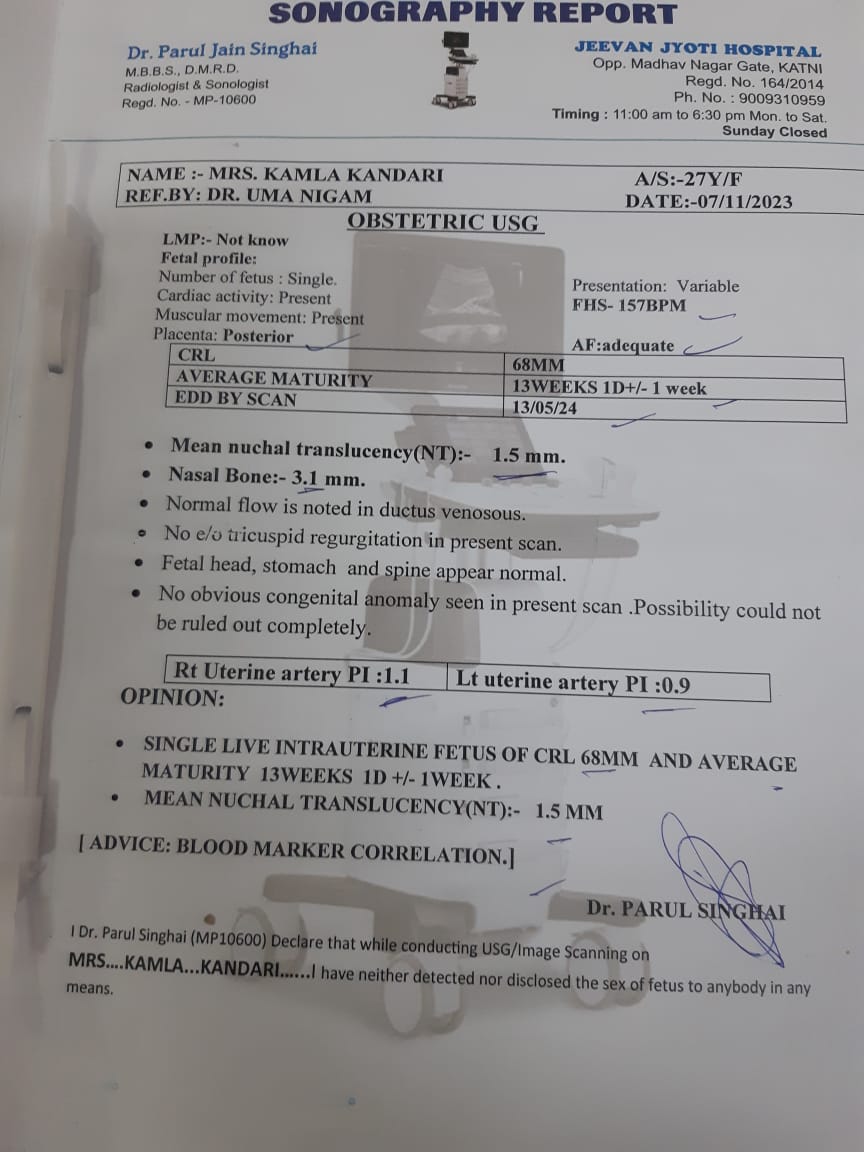 SONOGRAPHY REPORT
Dr. Parul Jain Singhai
M.B.B.S., D.M.R.D.
Radiologist & Sonologist
Regd. No. - MP-10600
JEEVAN JYOTI HOSPITAL
Opp. Madhav Nagar Gate, KATNI
Regd. No. 164/2014
Ph. No. : 9009310959
Timing : 11:00 am to 6:30 pm Mon. to Sat.
Sunday Closed
NAME :- MRS. KAMLA KANDARI A/S:-27Y/F
REF.BY: DR. UMA NIGAM DATE:-07/11/2023
OBSTETRIC USG
LMP:- Not know
Fetal profile:
Number of fetus : Single. Presentation: Variable
Cardiac activity: Present FHS- 157BPM
Muscular movement: Present
Placenta: Posterior AF:adequate
CRL 68MM
AVERAGE MATURITY 13WEEKS 1D+/- 1 week
EDD BY SCAN 13/05/24
• Mean nuchal translucency(NT):- 1.5 mm.
• Nasal Bone:- 3.1 mm.
• Normal flow is noted in ductus venosous.
• No e/o tricuspid regurgitation in present scan.
• Fetal head, stomach and spine appear normal.
• No obvious congenital anomaly seen in present scan .Possibility could not
be ruled out completely.
Rt Uterine artery PI :1.1 Lt uterine artery PI :0.9
OPINION:
• SINGLE LIVE INTRAUTERINE FETUS OF CRL 68MM AND AVERAGE
MATURITY 13WEEKS 1D +/- 1WEEK .
• MEAN NUCHAL TRANSLUCENCY(NT):- 1.5 MM
[ ADVICE: BLOOD MARKER CORRELATION.]
Dr. PARUL SINGHAI
I Dr. Parul Singhai (MP10600) Declare that while conducting USG/Image Scanning on
MRS....KAMLA...KANDARI......I have neither detected nor disclosed the sex of fetus to anybody in any
means.